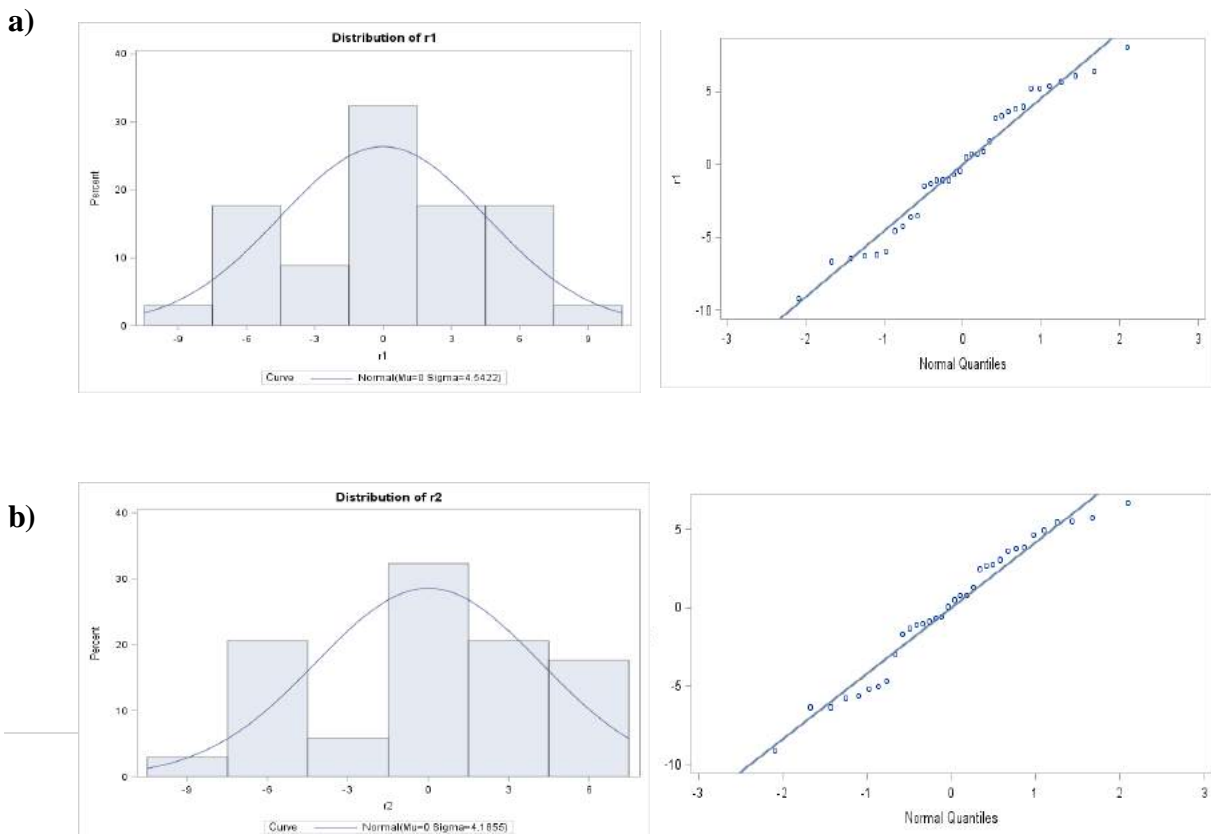 a)
Distribution of r1
40
30
20
10
0
Percent
-9 -6 -3 0 3 6 9
r1
Curve Normal(Mu=0 Sigma=4.5422)
5
0
-5
-10
r1
-3 -2 -1 0 1 2 3
Normal Quantiles
b)
Distribution of r2
40
30
20
10
0
Percent
-9 -6 -3 0 3 6
r2
Curve Normal(Mu=0 Sigma=4.1855)
5
0
-5
-10
-3 -2 -1 0 1 2 3
Normal Quantiles